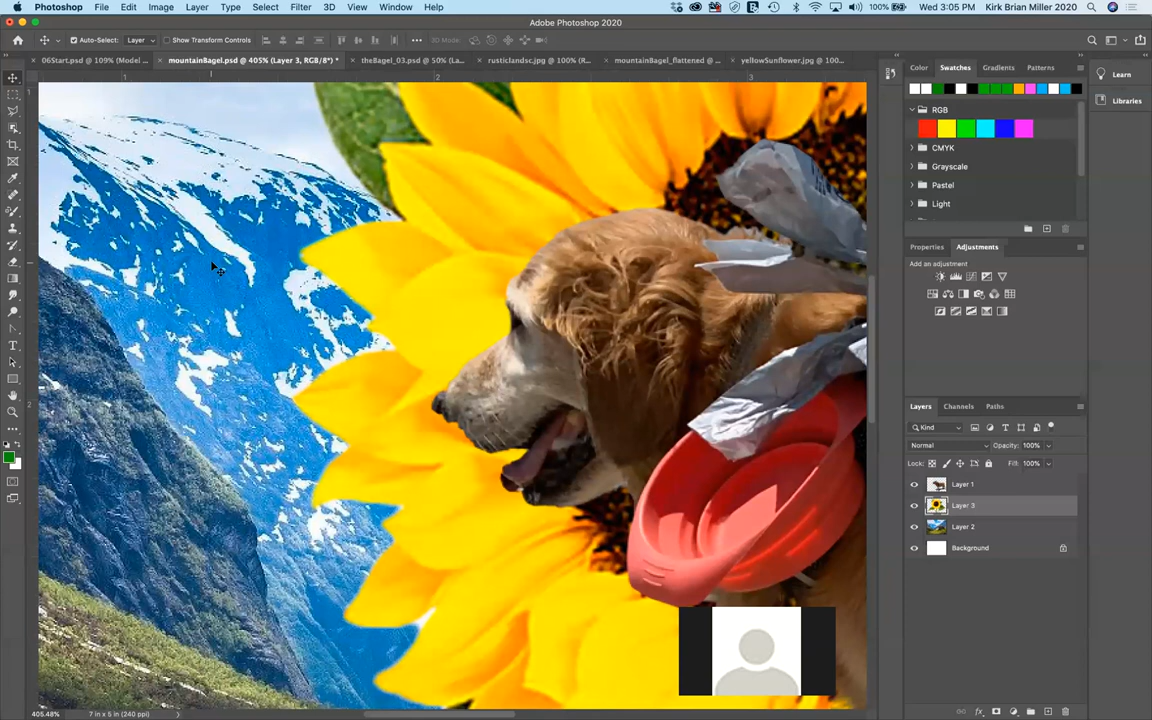 Photoshop File Edit Image Layer Type Select Filter 3D View Window Help 100% Wed 3:05 PM Kirk Brian Miller 2020
Adobe Photoshop 2020
Auto-Select: Layer Show Transform Controls 3D Mode:
06Start.psd @ 109% (Model ... mountainBagel.psd @ 405% (Layer 3, RGB/8*) * theBagel_03.psd @ 50% (La... rusticlandsc.jpg @ 100% (R... mountainBagel_flattened @ ... yellowSunflower.jpg @ 100%...
1 2 3
Color Swatches Gradients Patterns
Learn
Libraries
RGB
CMYK
Grayscale
Pastel
Light
Properties Adjustments
Add an adjustment
Layers Channels Paths
Kind
Normal Opacity: 100%
Lock: Fill: 100%
Layer 1
Layer 3
Layer 2
Background
405.48% 7 in x 5 in (240 ppi)